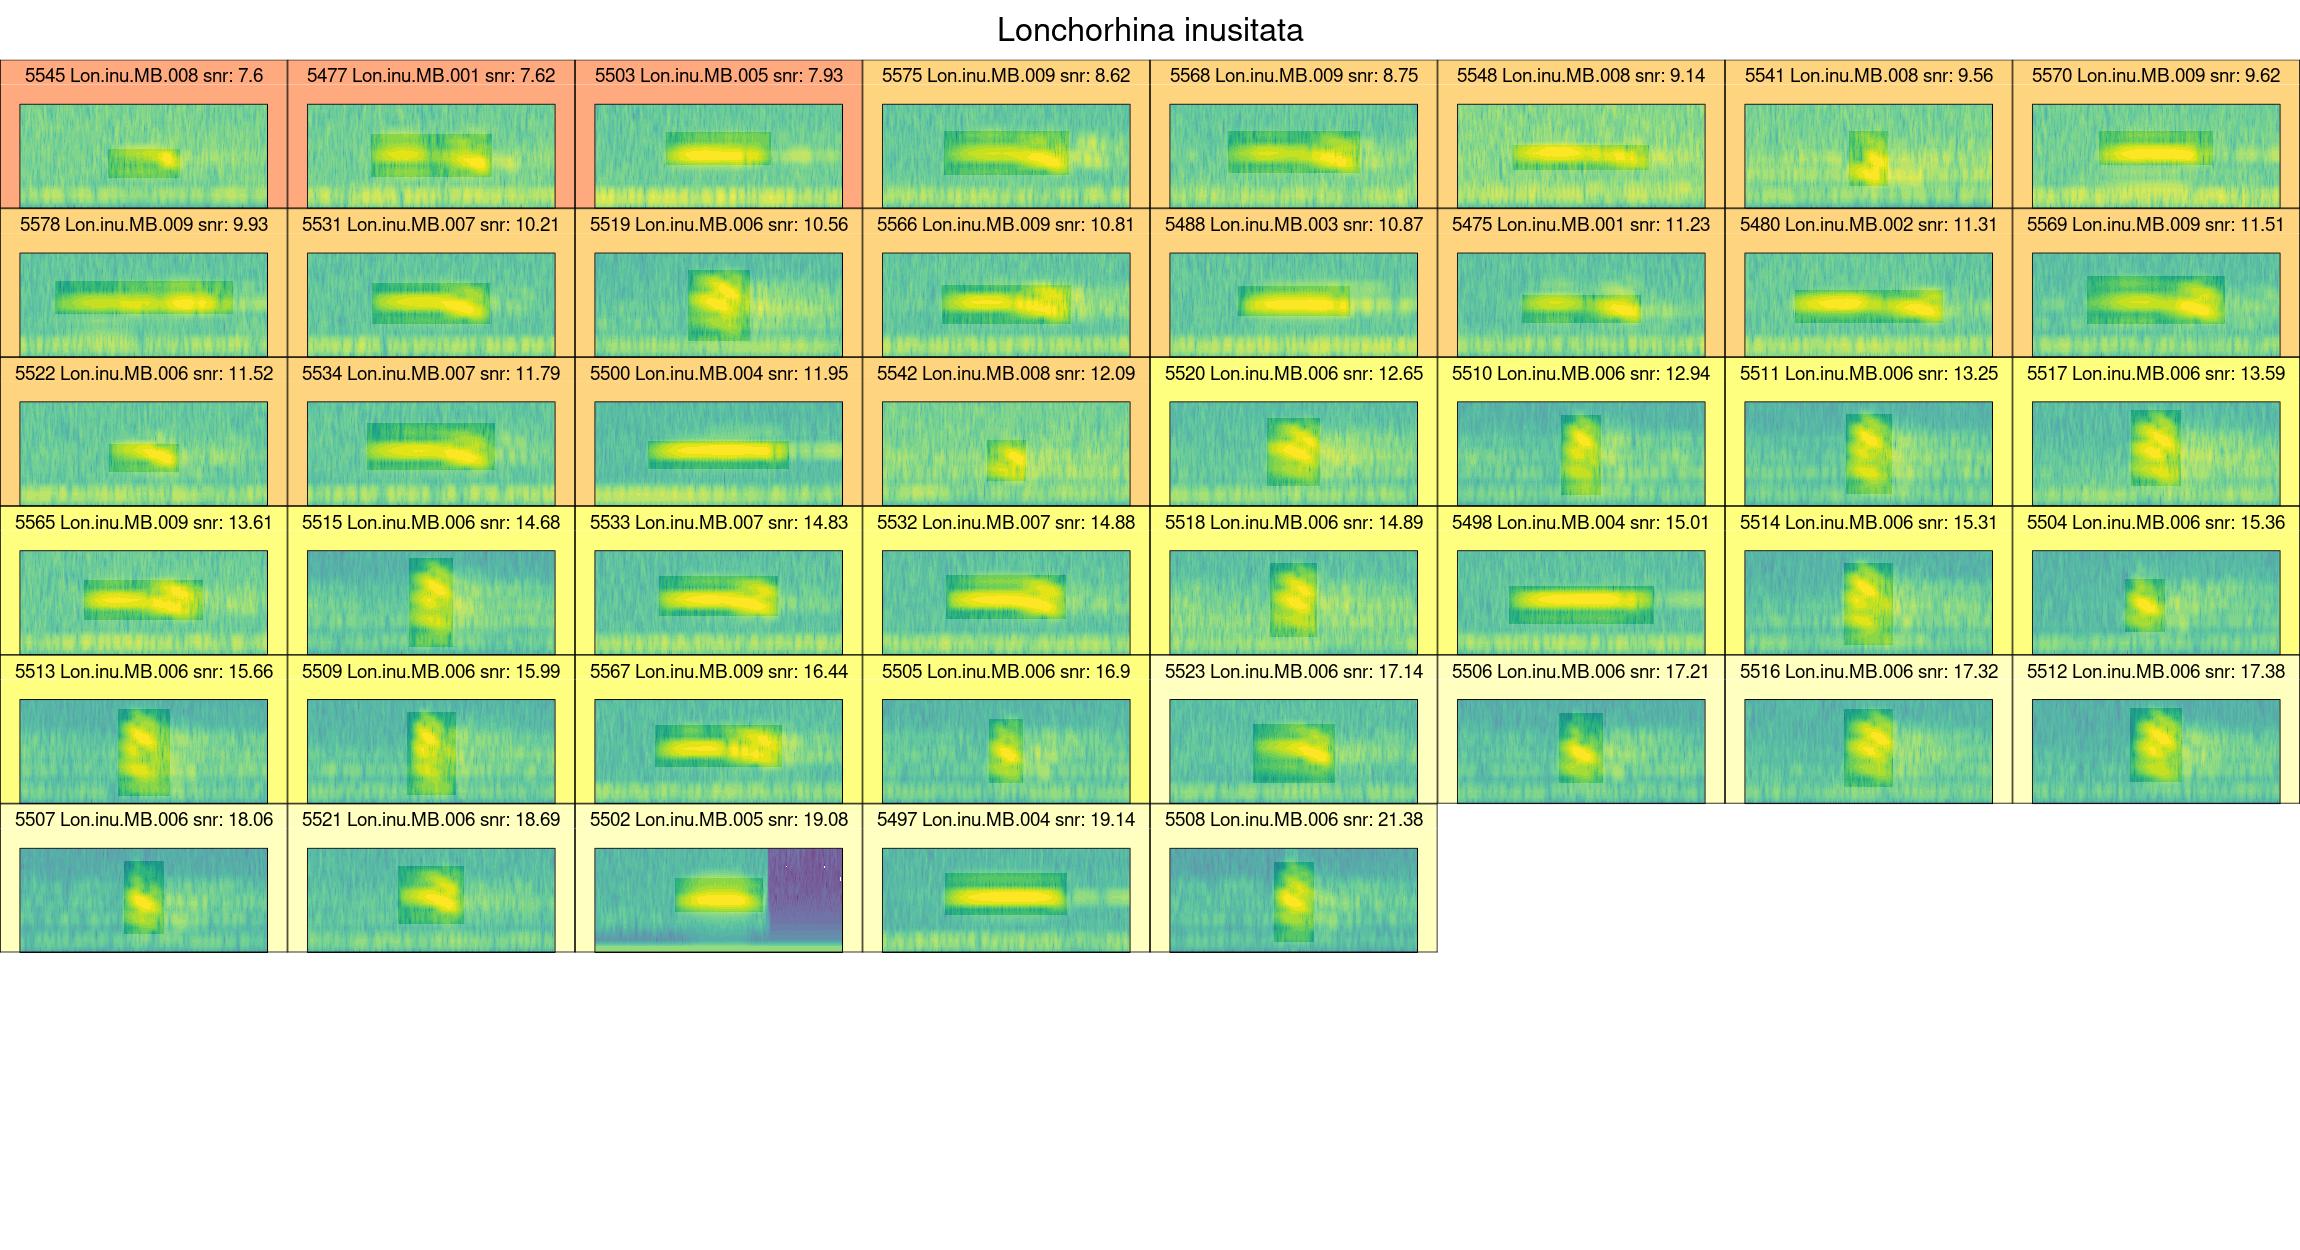 Lonchorhina inusitata
5545 Lon.inu.MB.008 snr: 7.6
5477 Lon.inu.MB.001 snr: 7.62
5503 Lon.inu.MB.005 snr: 7.93
5575 Lon.inu.MB.009 snr: 8.62
5568 Lon.inu.MB.009 snr: 8.75
5548 Lon.inu.MB.008 snr: 9.14
5541 Lon.inu.MB.008 snr: 9.56
5570 Lon.inu.MB.009 snr: 9.62
5578 Lon.inu.MB.009 snr: 9.93
5531 Lon.inu.MB.007 snr: 10.21
5519 Lon.inu.MB.006 snr: 10.56
5566 Lon.inu.MB.009 snr: 10.81
5488 Lon.inu.MB.003 snr: 10.87
5475 Lon.inu.MB.001 snr: 11.23
5480 Lon.inu.MB.002 snr: 11.31
5569 Lon.inu.MB.009 snr: 11.51
5522 Lon.inu.MB.006 snr: 11.52
5534 Lon.inu.MB.007 snr: 11.79
5500 Lon.inu.MB.004 snr: 11.95
5542 Lon.inu.MB.008 snr: 12.09
5520 Lon.inu.MB.006 snr: 12.65
5510 Lon.inu.MB.006 snr: 12.94
5511 Lon.inu.MB.006 snr: 13.25
5517 Lon.inu.MB.006 snr: 13.59
5565 Lon.inu.MB.009 snr: 13.61
5515 Lon.inu.MB.006 snr: 14.68
5533 Lon.inu.MB.007 snr: 14.83
5532 Lon.inu.MB.007 snr: 14.88
5518 Lon.inu.MB.006 snr: 14.89
5498 Lon.inu.MB.004 snr: 15.01
5514 Lon.inu.MB.006 snr: 15.31
5504 Lon.inu.MB.006 snr: 15.36
5513 Lon.inu.MB.006 snr: 15.66
5509 Lon.inu.MB.006 snr: 15.99
5567 Lon.inu.MB.009 snr: 16.44
5505 Lon.inu.MB.006 snr: 16.9
5523 Lon.inu.MB.006 snr: 17.14
5506 Lon.inu.MB.006 snr: 17.21
5516 Lon.inu.MB.006 snr: 17.32
5512 Lon.inu.MB.006 snr: 17.38
5507 Lon.inu.MB.006 snr: 18.06
5521 Lon.inu.MB.006 snr: 18.69
5502 Lon.inu.MB.005 snr: 19.08
5497 Lon.inu.MB.004 snr: 19.14
5508 Lon.inu.MB.006 snr: 21.38